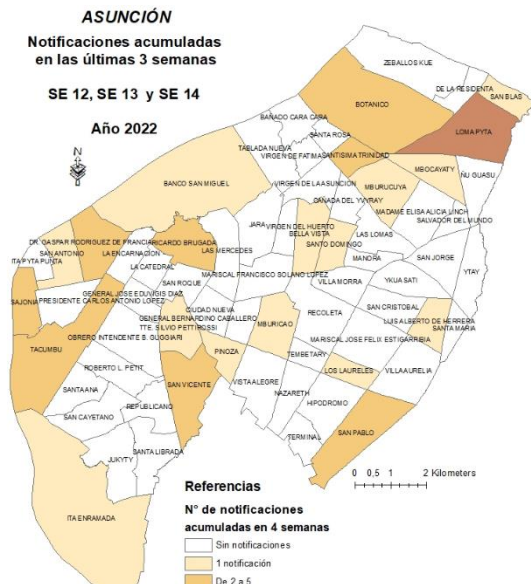 ASUNCIÓN
Notificaciones acumuladas
en las últimas 3 semanas
SE 12, SE 13 y SE 14
Año 2022
N
ZEBALLOS KUE
DE LA RESIDENTA
SAN BLAS
BOTANICO
LOMA PYTA
BAÑADO CARA CARA
SANTA ROSA
TABLADA NUEVA
VIRGEN DE FATIMA
SANTISIMA TRINIDAD
MBOCAYATY
ÑU GUASU
BANCO SAN MIGUEL
VIRGEN DE LA ASUNCIÓN
MBURUCUYA
CAÑADA DEL YVYRAY
MADAME ELISA ALICIA LINCH
SALVADOR DEL MUNDO
DR. GASPAR RODRIGUEZ DE FRANCIA
RICARDO BRUGADA
JARA
VIRGEN DEL HUERTO
BELLA VISTA
LAS LOMAS
SAN ANTONIO
LA ENCARNACION
LAS MERCEDES
SANTO DOMINGO
MANDRA
SAN JORGE
ITA PYTA PUNTA
LA CATEDRAL
MARISCAL FRANCISCO SOLANO LOPEZ
YTAY
SAN ROQUE
VILLA MORRA
YKUA SATI
SAJONIA
GENERAL JOSE EDUVIGIS DIAZ
PRESIDENTE CARLOS ANTONIO LOPEZ
CIUDAD NUEVA
GENERAL BERNARDINO CABALLERO
RECOLETA
SAN CRISTOBAL
LUIS ALBERTO DE HERRERA
SANTA MARIA
TTE. SILVIO PETTIROSSI
MBURICAO
OBRERO INTENDENTE B. GUGGIARI
MARISCAL JOSE FELIX ESTIGARRIBIA
TACUMBU
PINOZA
TEMBETARY
ROBERTO L. PETIT
VISTA ALEGRE
LOS LAURELES
VILLA AURELIA
SANTA ANA
SAN VICENTE
NAZARETH
HIPODROMO
SAN CAYETANO
REPUBLICANO
SAN PABLO
TERMINAL
JUKYTY
SANTA LIBRADA
ITA ENRAMADA
0 0,5 1 2 Kilometers
Referencias
N° de notificaciones
acumuladas en 4 semanas
Sin notificaciones
1 notificación
De 2 a 5